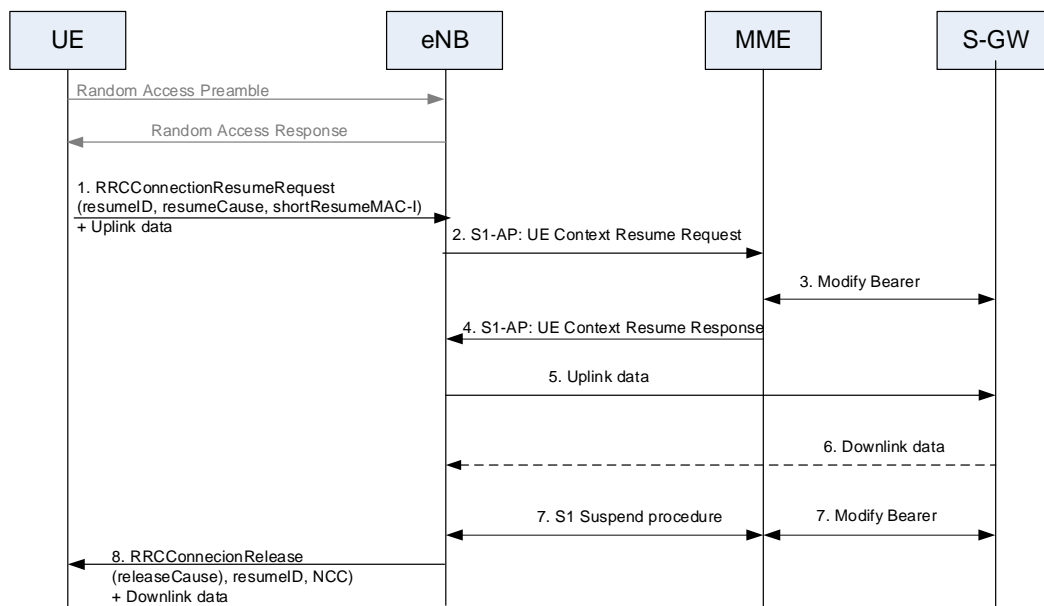 UE
eNB
MME
S-GW
Random Access Preamble
Random Access Response
1. RRCConnectionResumeRequest
(resumeID, resumeCause, shortResumeMAC-I)
+ Uplink data
2. S1-AP: UE Context Resume Request
3. Modify Bearer
4. S1-AP: UE Context Resume Response
5. Uplink data
6. Downlink data
7. S1 Suspend procedure
7. Modify Bearer
8. RRCConnecionRelease
(releaseCause), resumeID, NCC)
+ Downlink data